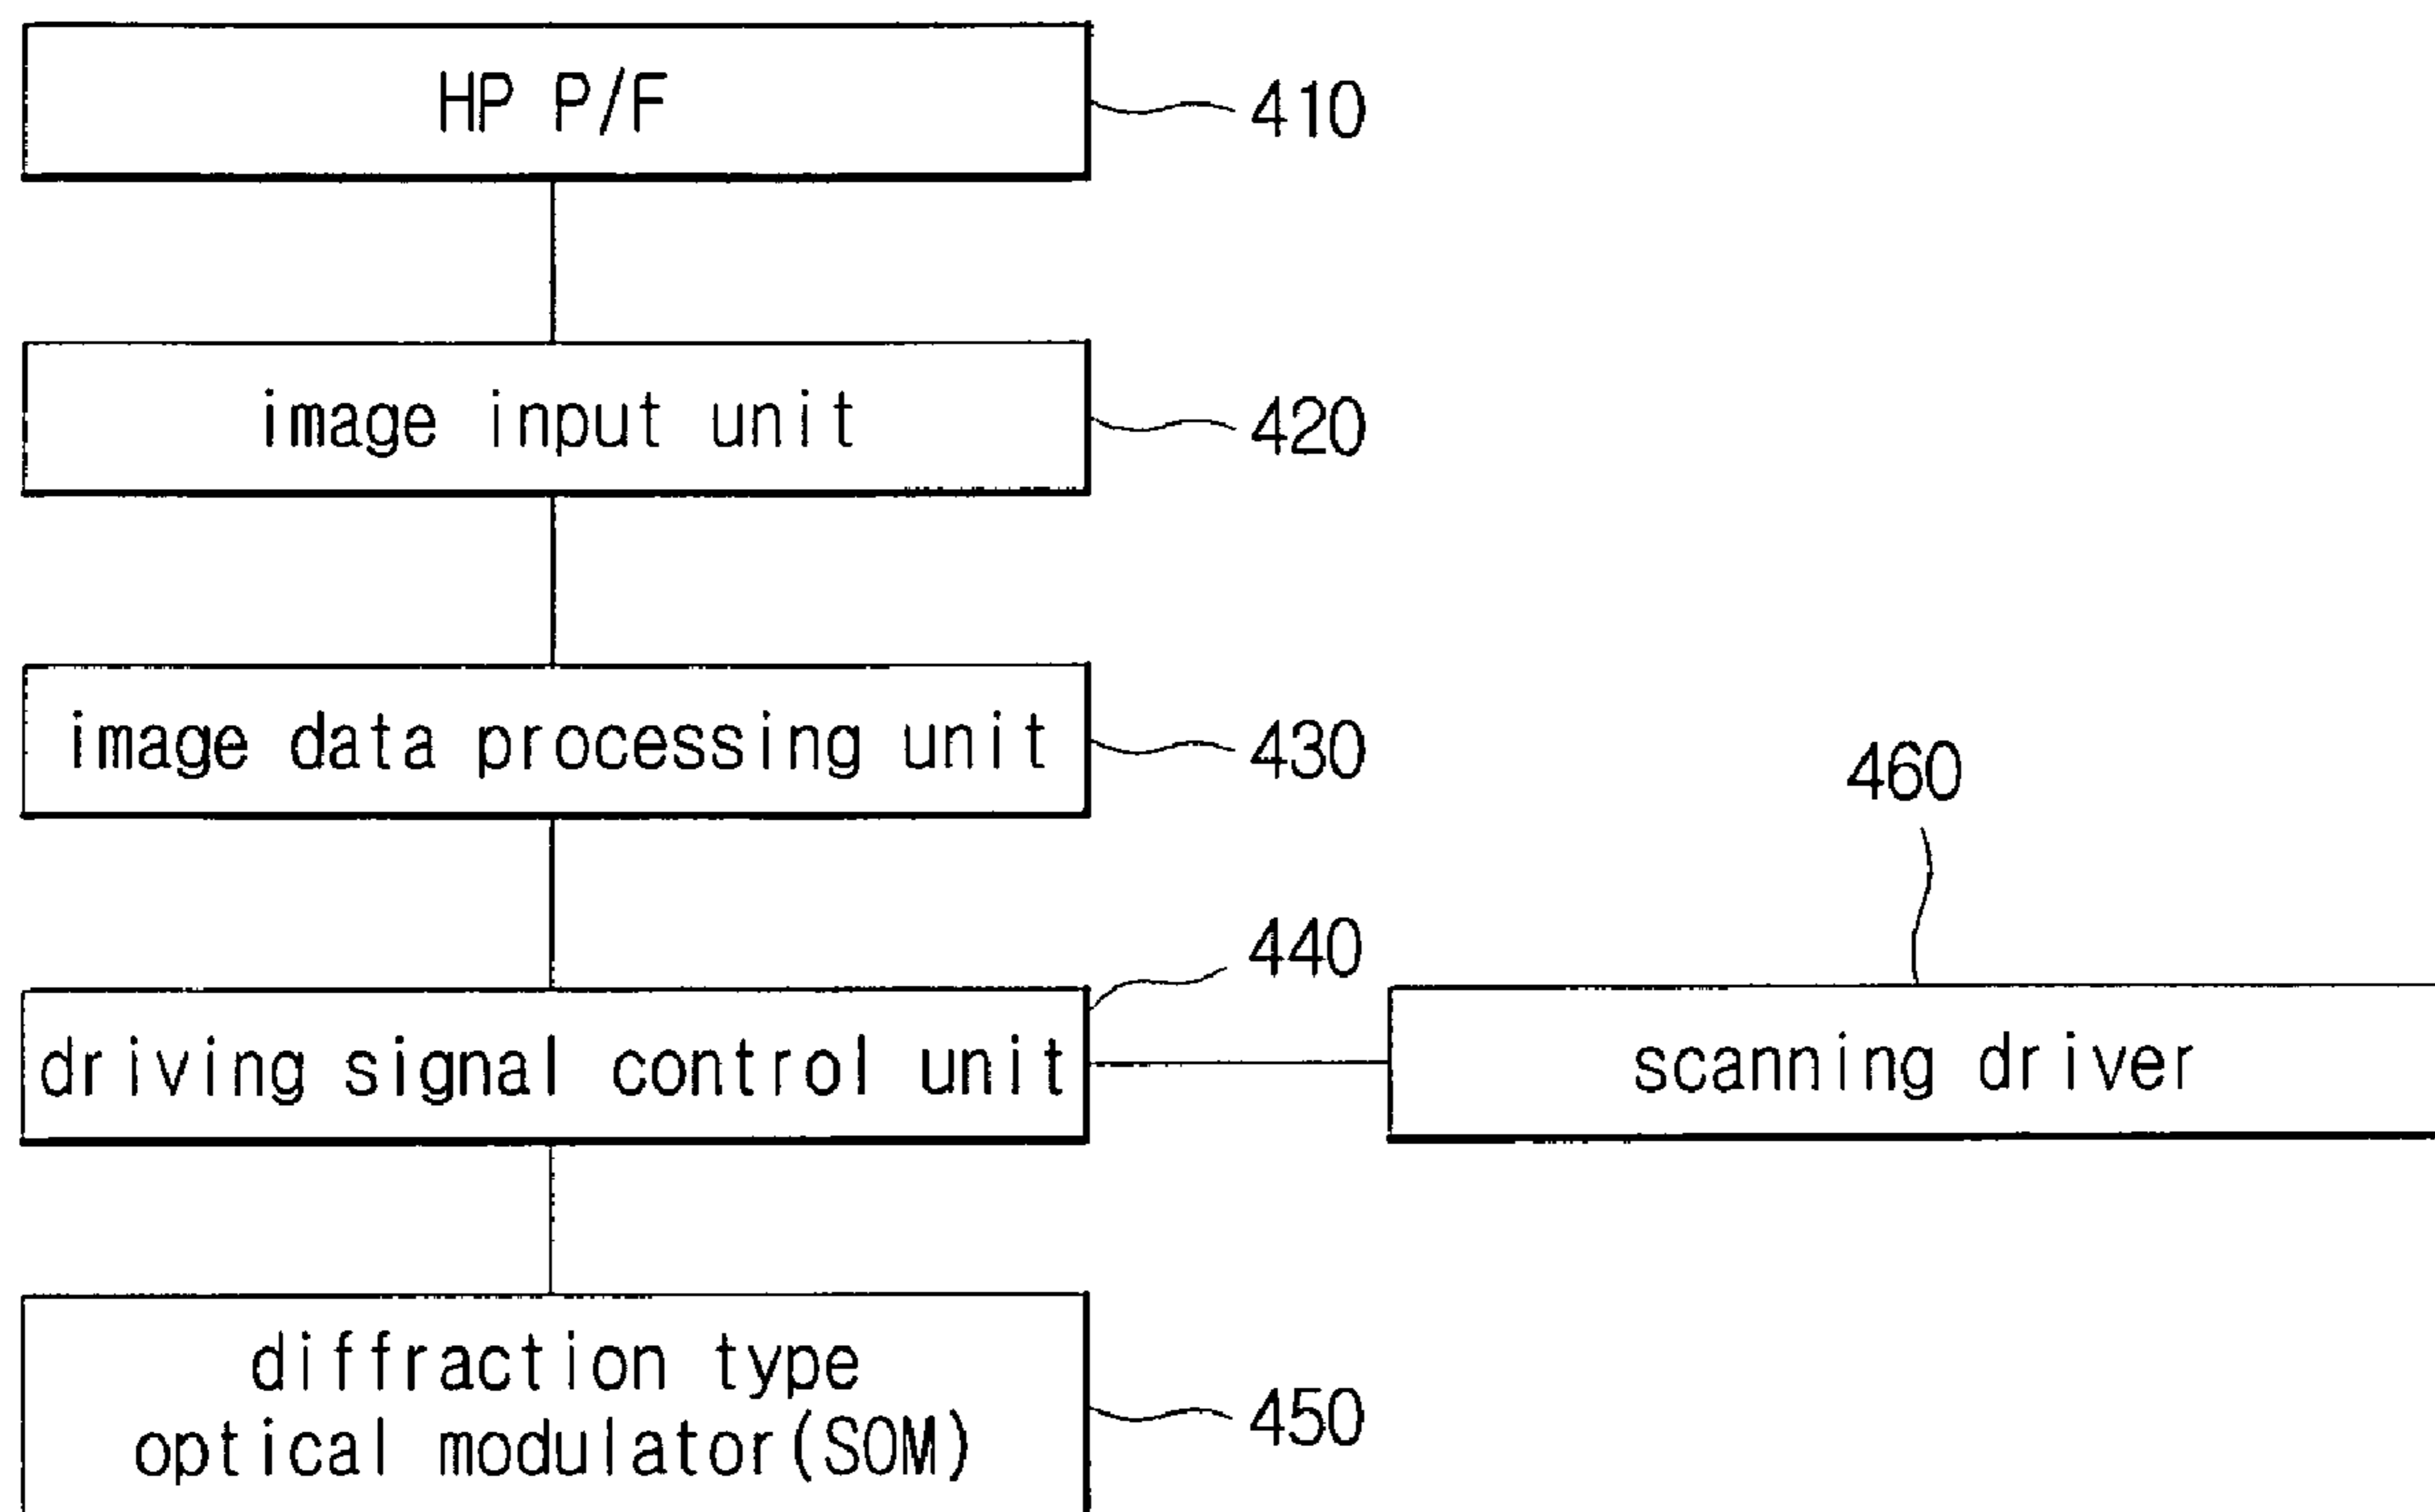 HP P/F
410
image input unit
420
image data processing unit
430
460
440
driving signal control unit
scanning driver
diffraction type
optical modulator(SOM)
450